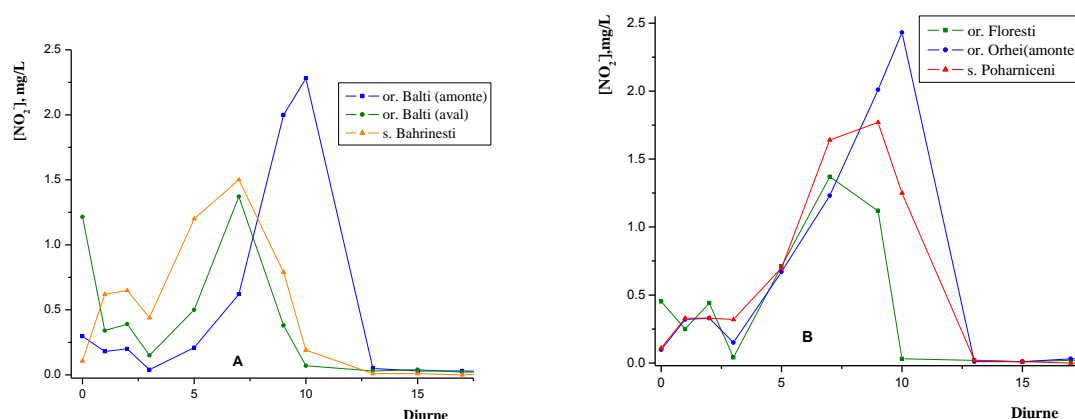 [NO₂⁻], mg/L
2.5
2.0
1.5
1.0
0.5
0.0
0
5
10
15
Diurne
or. Balti (amonte)
or. Balti (aval)
s. Bahrinesti
A
[NO₂⁻],mg/L
2.5
2.0
1.5
1.0
0.5
0.0
0
5
10
15
Diurne
or. Floresti
or. Orhei(amonte
s. Poharniceni
B